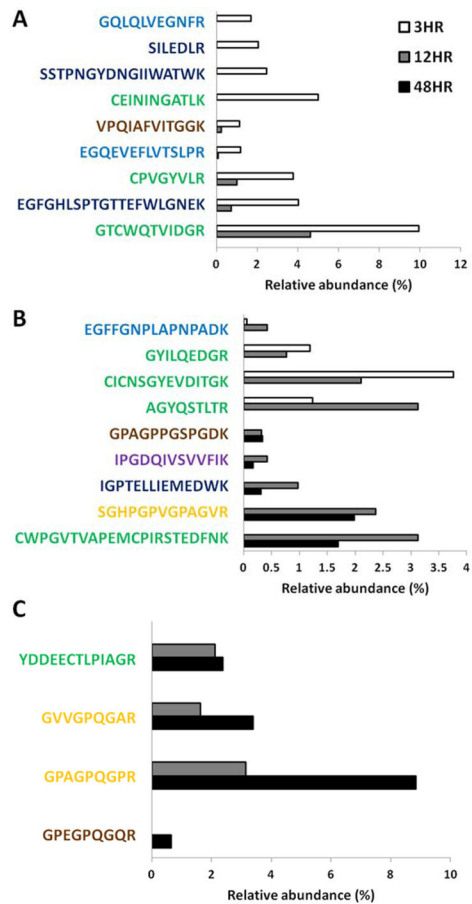 A
GQLQLVEGNFR
SILEDLR
SSTPNGYDNGIIWATWK
CEININGATLK
VPQIAFVITGGK
EGQEVEFLVTSLPR
CPVGYVLR
EGFGHLSPTGTTEFWLGNEK
GTCWQTVIDGR
3HR
12HR
48HR
0 2 4 6 8 10 12
Relative abundance (%)
B
EGFFGNPLAPNPADK
GYILQEDGR
CICNSGYEVDITGK
AGYQSTLTR
GPAGPPGSPGDK
IPGDQIVSVVFIK
IGPTELLIEMEDWK
SGHPGPVGPAGVR
CWPGVTVAPEMCPIRSTEDFNK
0 0.5 1 1.5 2 2.5 3 3.5 4
Relative abundance (%)
C
YDDEECTLPIAGR
GVVGPQGAR
GPAGPQGPR
GPEGPQGQR
0 2 4 6 8 10
Relative abundance (%)